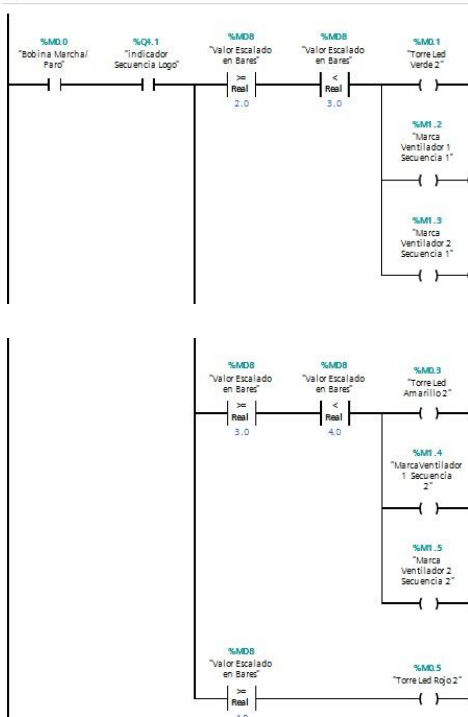 %M0.0
"Bobina Marcha/
Paro"
%Q4.1
"indicador
Secuencia Logo"
%MD8
"Valor Escalado
en Bares"
>=
Real
2.0
%MD8
"Valor Escalado
en Bares"
<
Real
3.0
%M0.1
"Torre Led
Verde 2"
%M1.2
"Marca
Ventilador 1
Secuencia 1"
%M1.3
"Marca
Ventilador 2
Secuencia 1"
%MD8
"Valor Escalado
en Bares"
>=
Real
3.0
%MD8
"Valor Escalado
en Bares"
<
Real
4.0
%M0.3
"Torre Led
Amarillo 2"
%M1.4
"MarcaVentilador
1 Secuencia
2"
%M1.5
"Marca
Ventilador 2
Secuencia 2"
%MD8
"Valor Escalado
en Bares"
>=
Real
%M0.5
"Torre Led Rojo 2"